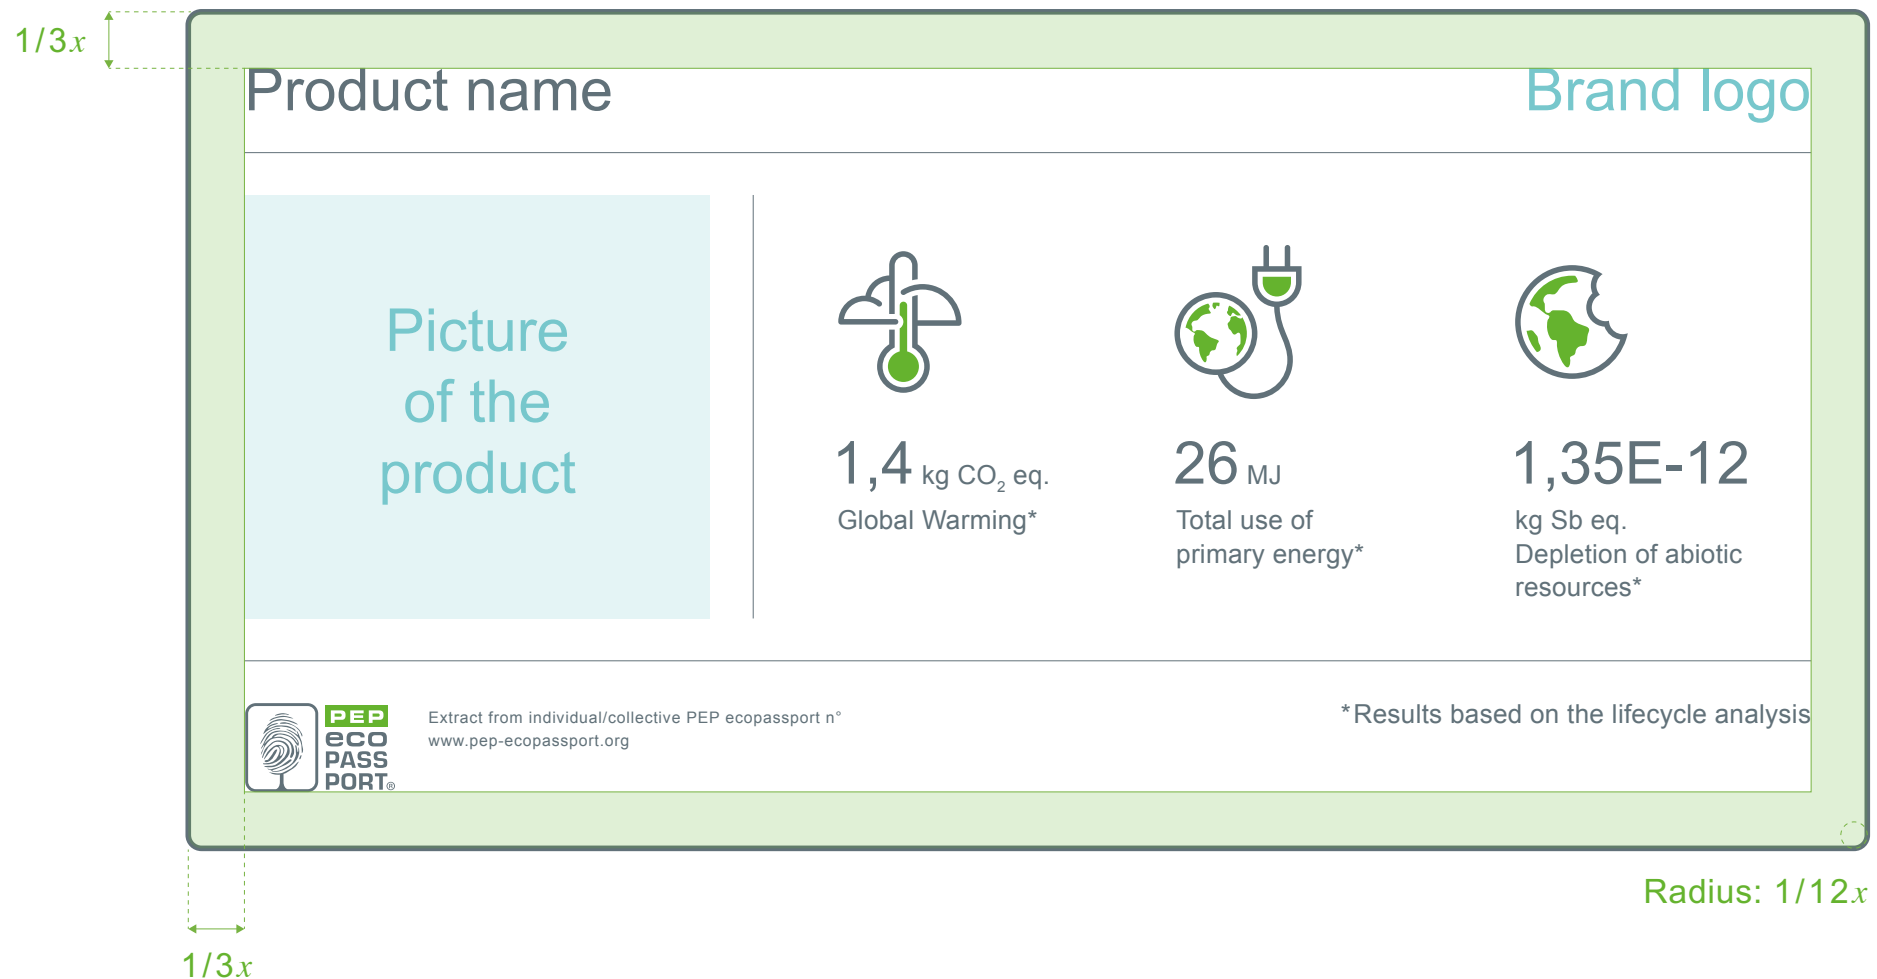 1/3x
Product name
Brand logo
Picture
of the
product
1,4 kg CO₂ eq.
Global Warming*
26 MJ
Total use of
primary energy*
1,35E-12
kg Sb eq.
Depletion of abiotic
resources*
PEP
eco
PASS
PORT®
Extract from individual/collective PEP ecopassport n°
www.pep-ecopassport.org
*Results based on the lifecycle analysis
Radius: 1/12x
1/3x